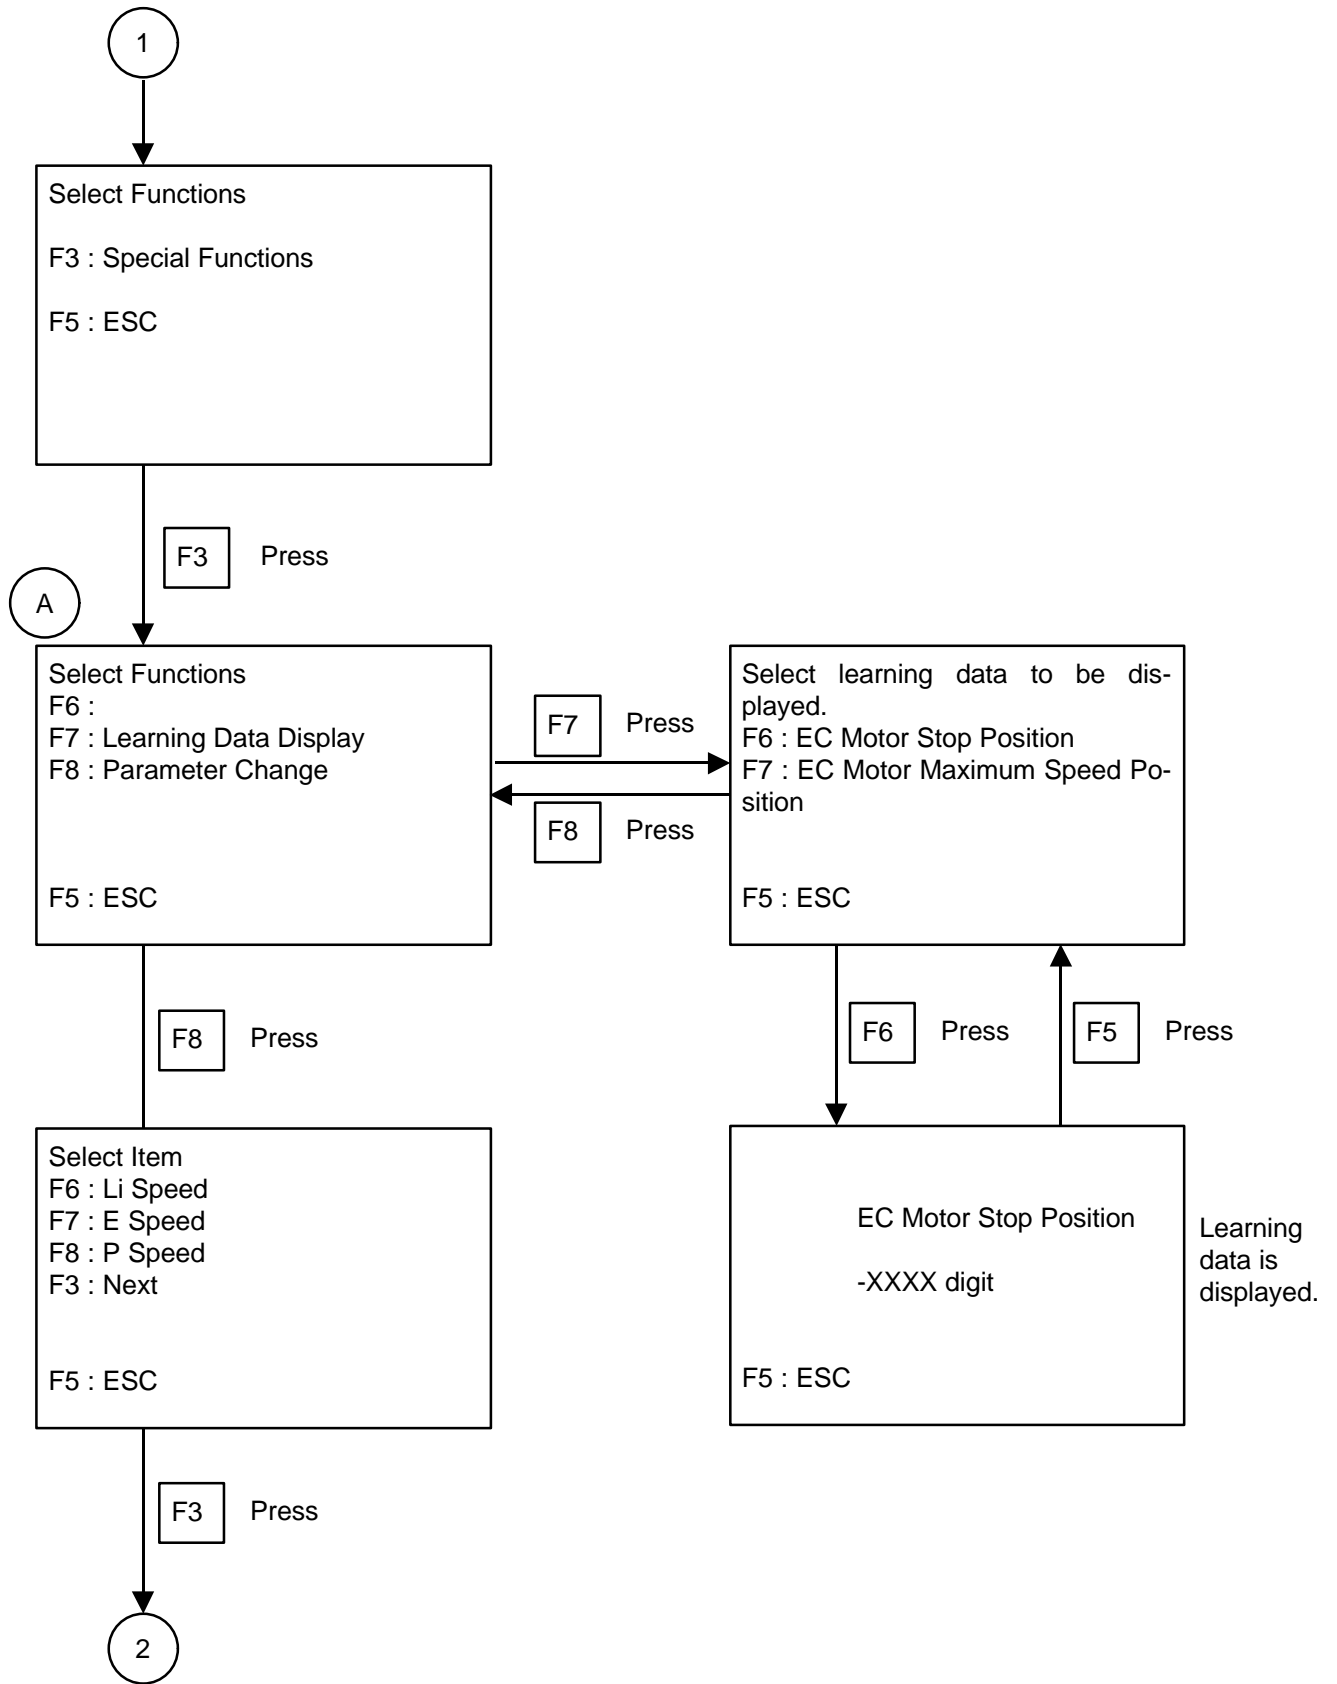 1
Select Functions
F3 : Special Functions
F5 : ESC
F3 Press
A
Select Functions
F6 :
F7 : Learning Data Display
F8 : Parameter Change
F5 : ESC
F7 Press
F8 Press
Select learning data to be dis-
played.
F6 : EC Motor Stop Position
F7 : EC Motor Maximum Speed Po-
sition
F5 : ESC
F8 Press
F6 Press
F5 Press
Select Item
F6 : Li Speed
F7 : E Speed
F8 : P Speed
F3 : Next
F5 : ESC
EC Motor Stop Position
-XXXX digit
F5 : ESC
Learning
data is
displayed.
F3 Press
2